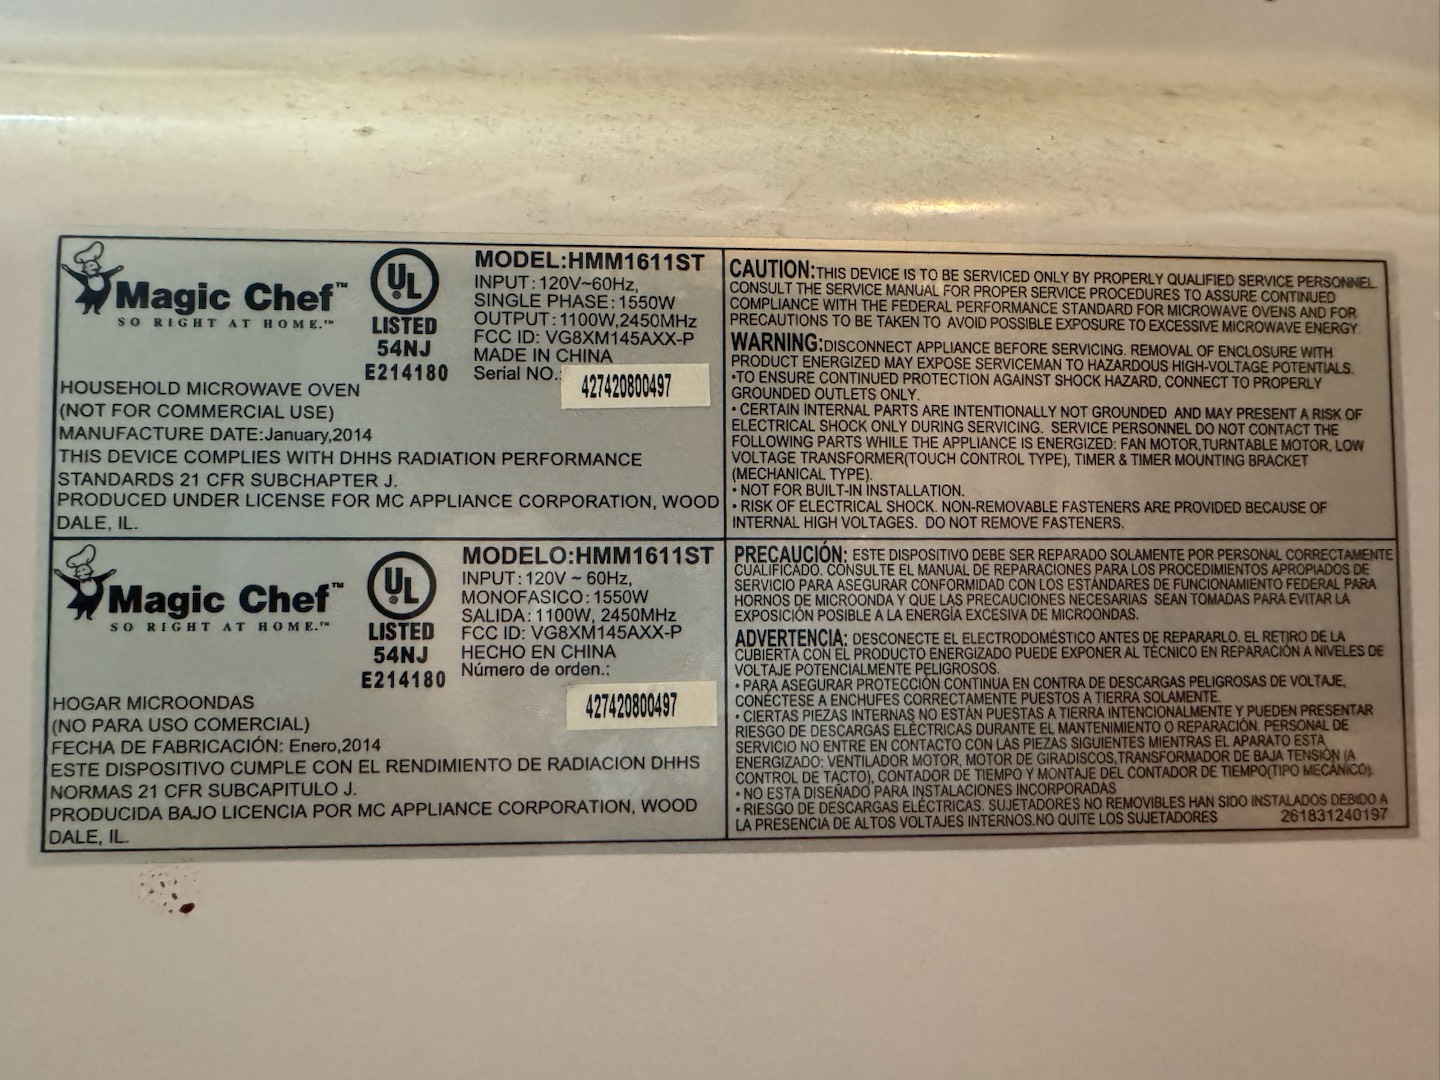 Magic Chef™
SO RIGHT AT HOME.™
UL
LISTED
54NJ
E214180
MODEL:HMM1611ST
INPUT: 120V~60Hz,
SINGLE PHASE: 1550W
OUTPUT: 1100W,2450MHz
FCC ID: VG8XM145AXX-P
MADE IN CHINA
Serial NO.:
427420800497
HOUSEHOLD MICROWAVE OVEN
(NOT FOR COMMERCIAL USE)
MANUFACTURE DATE:January,2014
THIS DEVICE COMPLIES WITH DHHS RADIATION PERFORMANCE
STANDARDS 21 CFR SUBCHAPTER J.
PRODUCED UNDER LICENSE FOR MC APPLIANCE CORPORATION, WOOD
DALE, IL.
CAUTION:THIS DEVICE IS TO BE SERVICED ONLY BY PROPERLY QUALIFIED SERVICE PERSONNEL.
CONSULT THE SERVICE MANUAL FOR PROPER SERVICE PROCEDURES TO ASSURE CONTINUED
COMPLIANCE WITH THE FEDERAL PERFORMANCE STANDARD FOR MICROWAVE OVENS AND FOR
PRECAUTIONS TO BE TAKEN TO AVOID POSSIBLE EXPOSURE TO EXCESSIVE MICROWAVE ENERGY.
WARNING:DISCONNECT APPLIANCE BEFORE SERVICING. REMOVAL OF ENCLOSURE WITH
PRODUCT ENERGIZED MAY EXPOSE SERVICEMAN TO HAZARDOUS HIGH-VOLTAGE POTENTIALS.
•TO ENSURE CONTINUED PROTECTION AGAINST SHOCK HAZARD, CONNECT TO PROPERLY
GROUNDED OUTLETS ONLY.
• CERTAIN INTERNAL PARTS ARE INTENTIONALLY NOT GROUNDED AND MAY PRESENT A RISK OF
ELECTRICAL SHOCK ONLY DURING SERVICING. SERVICE PERSONNEL DO NOT CONTACT THE
FOLLOWING PARTS WHILE THE APPLIANCE IS ENERGIZED: FAN MOTOR,TURNTABLE MOTOR, LOW
VOLTAGE TRANSFORMER(TOUCH CONTROL TYPE), TIMER & TIMER MOUNTING BRACKET
(MECHANICAL TYPE).
• NOT FOR BUILT-IN INSTALLATION.
• RISK OF ELECTRICAL SHOCK. NON-REMOVABLE FASTENERS ARE PROVIDED BECAUSE OF
INTERNAL HIGH VOLTAGES. DO NOT REMOVE FASTENERS.
Magic Chef™
SO RIGHT AT HOME.™
UL
LISTED
54NJ
E214180
MODELO:HMM1611ST
INPUT: 120V ~ 60Hz,
MONOFASICO: 1550W
SALIDA: 1100W, 2450MHz
FCC ID: VG8XM145AXX-P
HECHO EN CHINA
Número de orden.:
427420800497
HOGAR MICROONDAS
(NO PARA USO COMERCIAL)
FECHA DE FABRICACIÓN: Enero,2014
ESTE DISPOSITIVO CUMPLE CON EL RENDIMIENTO DE RADIACION DHHS
NORMAS 21 CFR SUBCAPITULO J.
PRODUCIDA BAJO LICENCIA POR MC APPLIANCE CORPORATION, WOOD
DALE, IL.
PRECAUCIÓN: ESTE DISPOSITIVO DEBE SER REPARADO SOLAMENTE POR PERSONAL CORRECTAMENTE
CUALIFICADO. CONSULTE EL MANUAL DE REPARACIONES PARA LOS PROCEDIMIENTOS APROPIADOS DE
SERVICIO PARA ASEGURAR CONFORMIDAD CON LOS ESTÁNDARES DE FUNCIONAMIENTO FEDERAL PARA
HORNOS DE MICROONDA Y QUE LAS PRECAUCIONES NECESARIAS SEAN TOMADAS PARA EVITAR LA
EXPOSICIÓN POSIBLE A LA ENERGÍA EXCESIVA DE MICROONDAS.
ADVERTENCIA: DESCONECTE EL ELECTRODOMÉSTICO ANTES DE REPARARLO. EL RETIRO DE LA
CUBIERTA CON EL PRODUCTO ENERGIZADO PUEDE EXPONER AL TÉCNICO EN REPARACIÓN A NIVELES DE
VOLTAJE POTENCIALMENTE PELIGROSOS.
• PARA ASEGURAR PROTECCIÓN CONTINUA EN CONTRA DE DESCARGAS PELIGROSAS DE VOLTAJE,
CONÉCTESE A ENCHUFES CORRECTAMENTE PUESTOS A TIERRA SOLAMENTE.
• CIERTAS PIEZAS INTERNAS NO ESTÁN PUESTAS A TIERRA INTENCIONALMENTE Y PUEDEN PRESENTAR
RIESGO DE DESCARGAS ELÉCTRICAS DURANTE EL MANTENIMIENTO O REPARACIÓN. PERSONAL DE
SERVICIO NO ENTRE EN CONTACTO CON LAS PIEZAS SIGUIENTES MIENTRAS EL APARATO ESTA
ENERGIZADO: VENTILADOR MOTOR, MOTOR DE GIRADISCOS,TRANSFORMADOR DE BAJA TENSIÓN (A
CONTROL DE TACTO), CONTADOR DE TIEMPO Y MONTAJE DEL CONTADOR DE TIEMPO(TIPO MECÁNICO).
• NO ESTA DISEÑADO PARA INSTALACIONES INCORPORADAS
• RIESGO DE DESCARGAS ELÉCTRICAS. SUJETADORES NO REMOVIBLES HAN SIDO INSTALADOS DEBIDO A
LA PRESENCIA DE ALTOS VOLTAJES INTERNOS.NO QUITE LOS SUJETADORES
261831240197